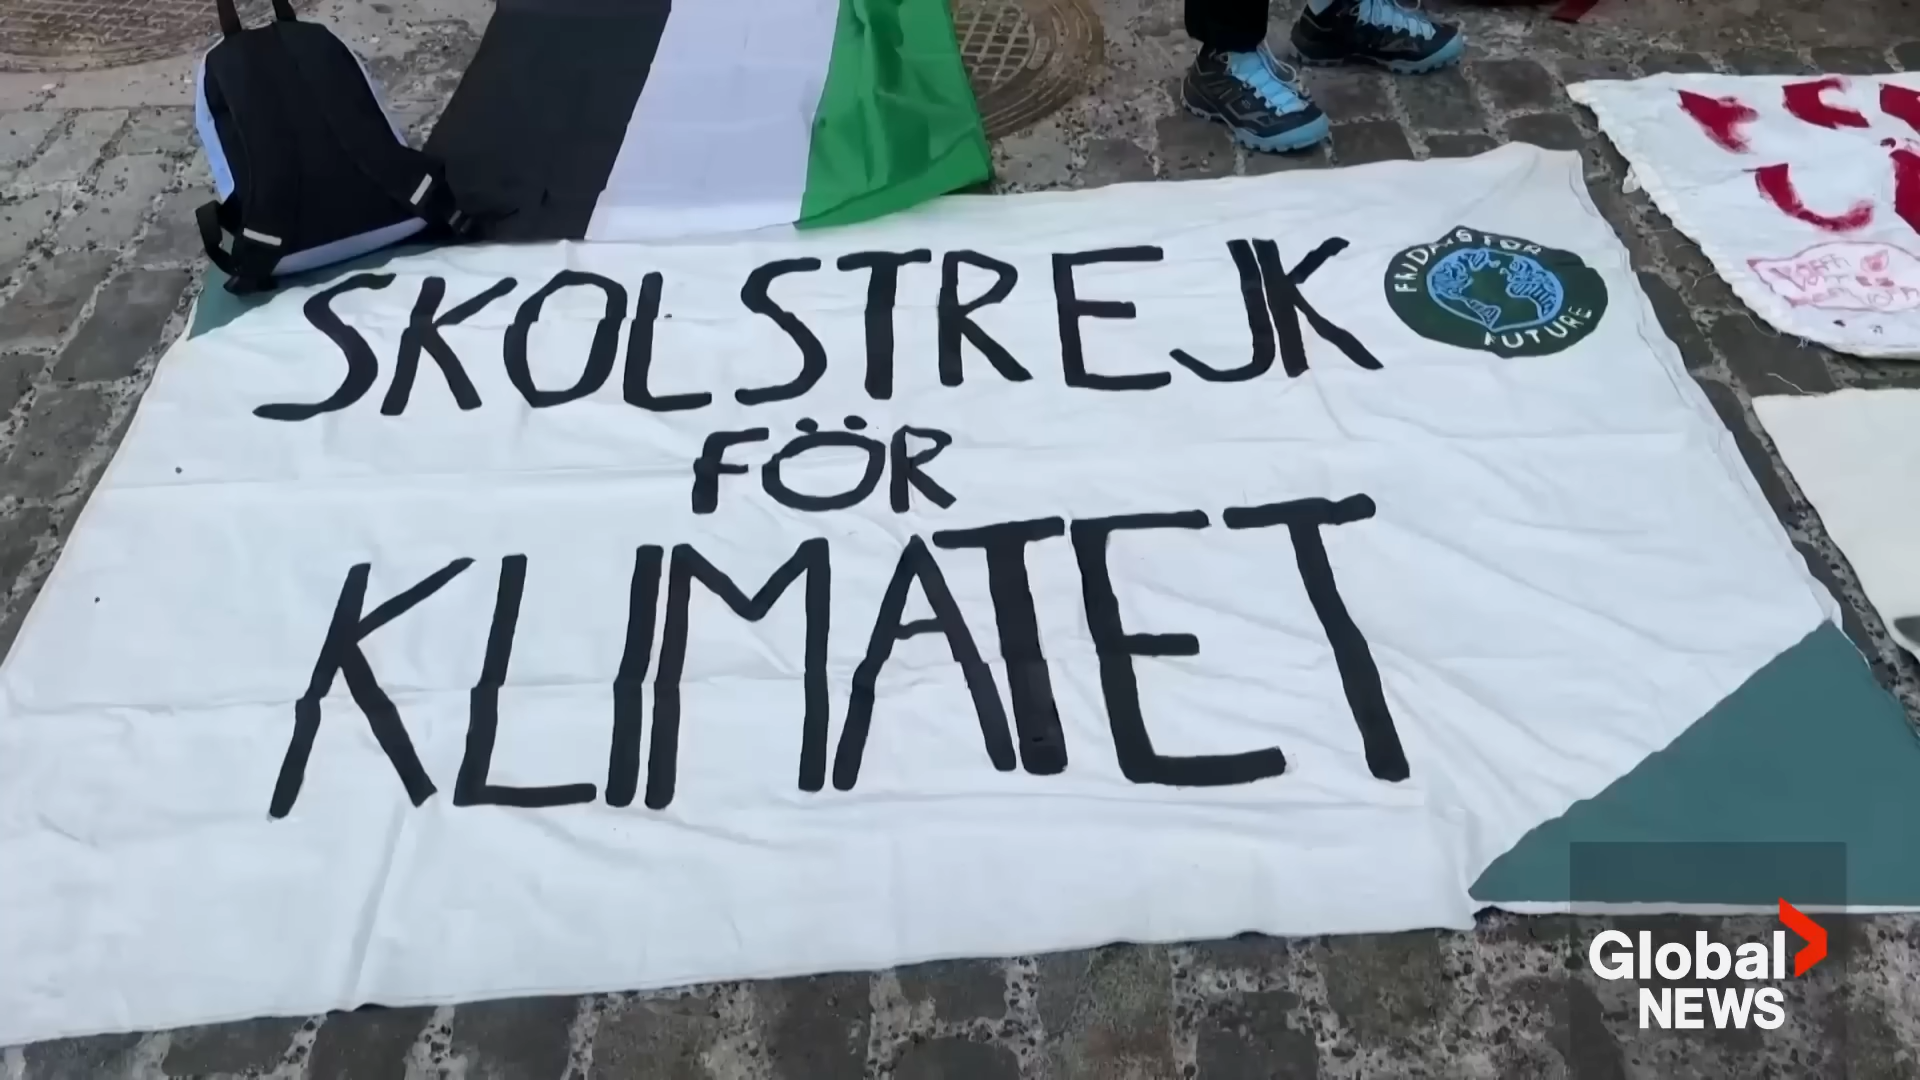 SKOLSTREJK
FÖR
KLIMATET
FRIDAYS FOR
FUTURE
Global
NEWS